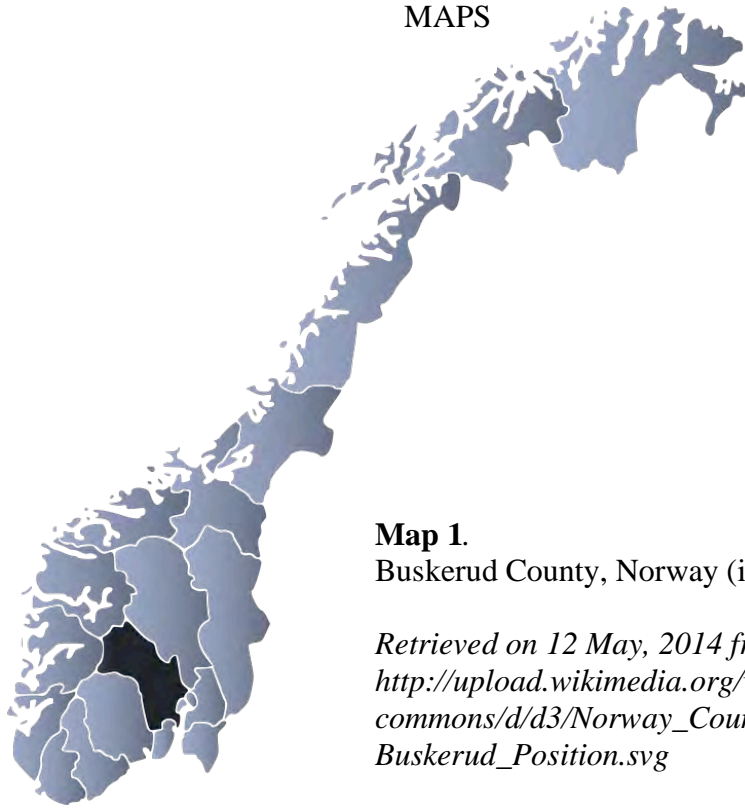 MAPS
Map 1.
Buskerud County, Norway (i
Retrieved on 12 May, 2014 fr
http://upload.wikimedia.org/
commons/d/d3/Norway_Coun
Buskerud_Position.svg